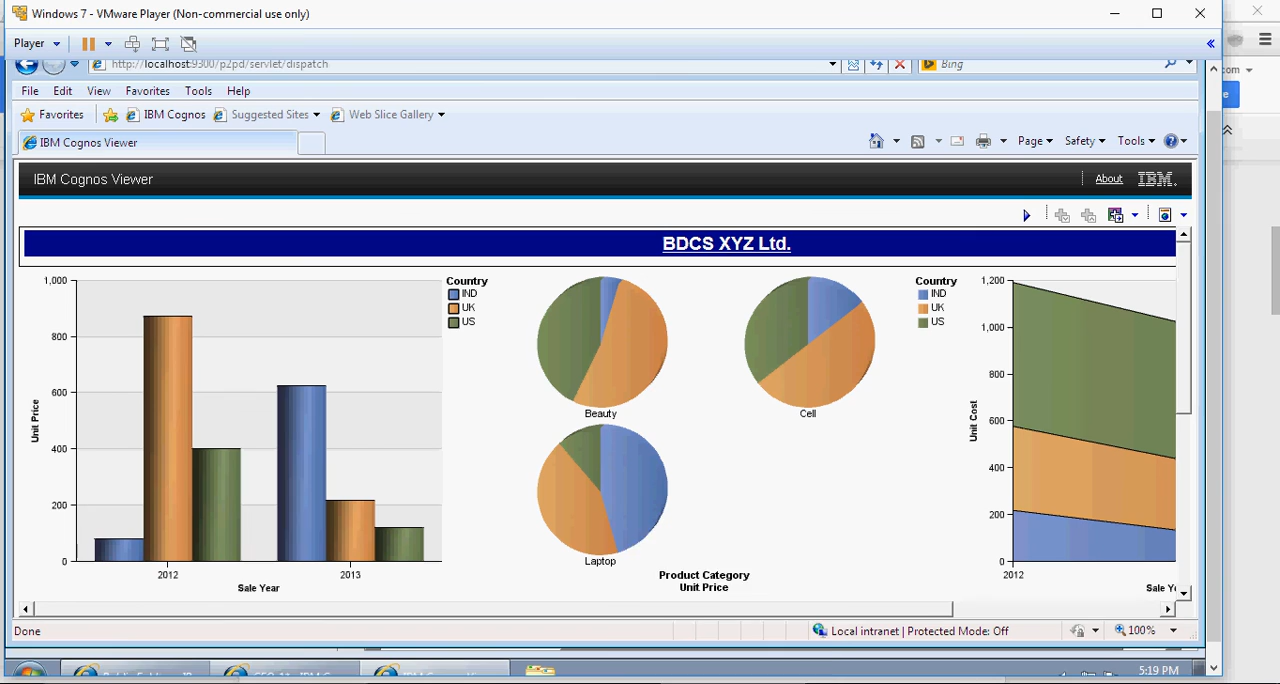 Windows 7 - VMware Player (Non-commercial use only)
Player
http://localhost:9300/p2pd/servlet/dispatch
Bing
File Edit View Favorites Tools Help
Favorites IBM Cognos Suggested Sites Web Slice Gallery
IBM Cognos Viewer
Page Safety Tools
IBM Cognos Viewer
About IBM.
BDCS XYZ Ltd.
1,000
800
600
400
200
0
Unit Price
2012 2013
Sale Year
Country
IND
UK
US
Beauty
Cell
Laptop
Product Category
Unit Price
Country
IND
UK
US
1,200
1,000
800
600
400
200
0
Unit Cost
2012
Sale Y
Done
Local intranet | Protected Mode: Off
100%
5:19 PM
com